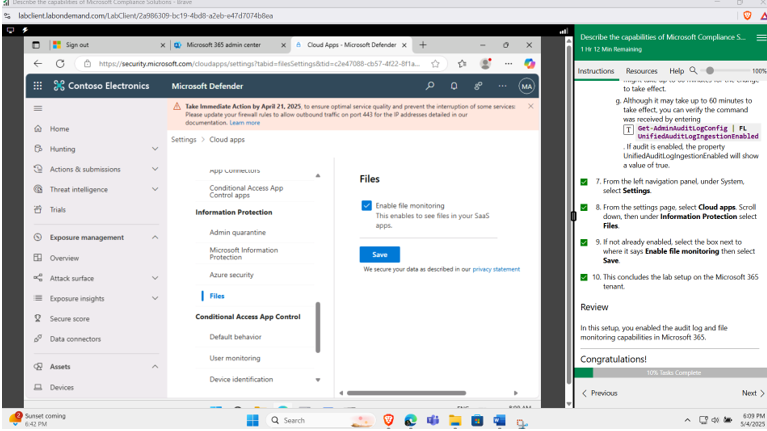 Describe the capabilities of Microsoft Compliance Solutions - Brave
labclient.labondemand.com/LabClient/2a986309-bc19-4bd8-a2eb-e47d7074b8ea
Sign out
Microsoft 365 admin center
Cloud Apps - Microsoft Defender
https://security.microsoft.com/cloudapps/settings?tabid=filesSettings&tid=c2e47088-cb57-4f22-8f1a...
Contoso Electronics
Microsoft Defender
MA
Take Immediate Action by April 21, 2025, to ensure optimal service quality and prevent the interruption of some services:
Please update your firewall rules to allow outbound traffic on port 443 for the IP addresses detailed in our
documentation. Learn more
Settings > Cloud apps
Home
Hunting
Actions & submissions
Threat intelligence
Trials
Exposure management
Overview
Attack surface
Exposure insights
Secure score
Data connectors
Assets
Devices
App Connectors
Conditional Access App
Control apps
Information Protection
Admin quarantine
Microsoft Information
Protection
Azure security
Files
Conditional Access App Control
Default behavior
User monitoring
Device identification
Files
Enable file monitoring
This enables to see files in your SaaS
apps.
Save
We secure your data as described in our privacy statement
Describe the capabilities of Microsoft Compliance S...
1 Hr 12 Min Remaining
Instructions
Resources
Help
100%
to take effect.
g. Although it may take up to 60 minutes to
take effect, you can verify the command
was received by entering
T Get-AdminAuditLogConfig | FL
UnifiedAuditLogIngestionEnabled
. If audit is enabled, the property
UnifiedAuditLogIngestionEnabled will show
a value of true.
7. From the left navigation panel, under System,
select Settings.
8. From the settings page, select Cloud apps. Scroll
down, then under Information Protection select
Files.
9. If not already enabled, select the box next to
where it says Enable file monitoring then select
Save.
10. This concludes the lab setup on the Microsoft 365
tenant.
Review
In this setup, you enabled the audit log and file
monitoring capabilities in Microsoft 365.
Congratulations!
10% Tasks Complete
Previous
Next
2
Sunset coming
6:42 PM
Search
6:09 PM
5/4/2025